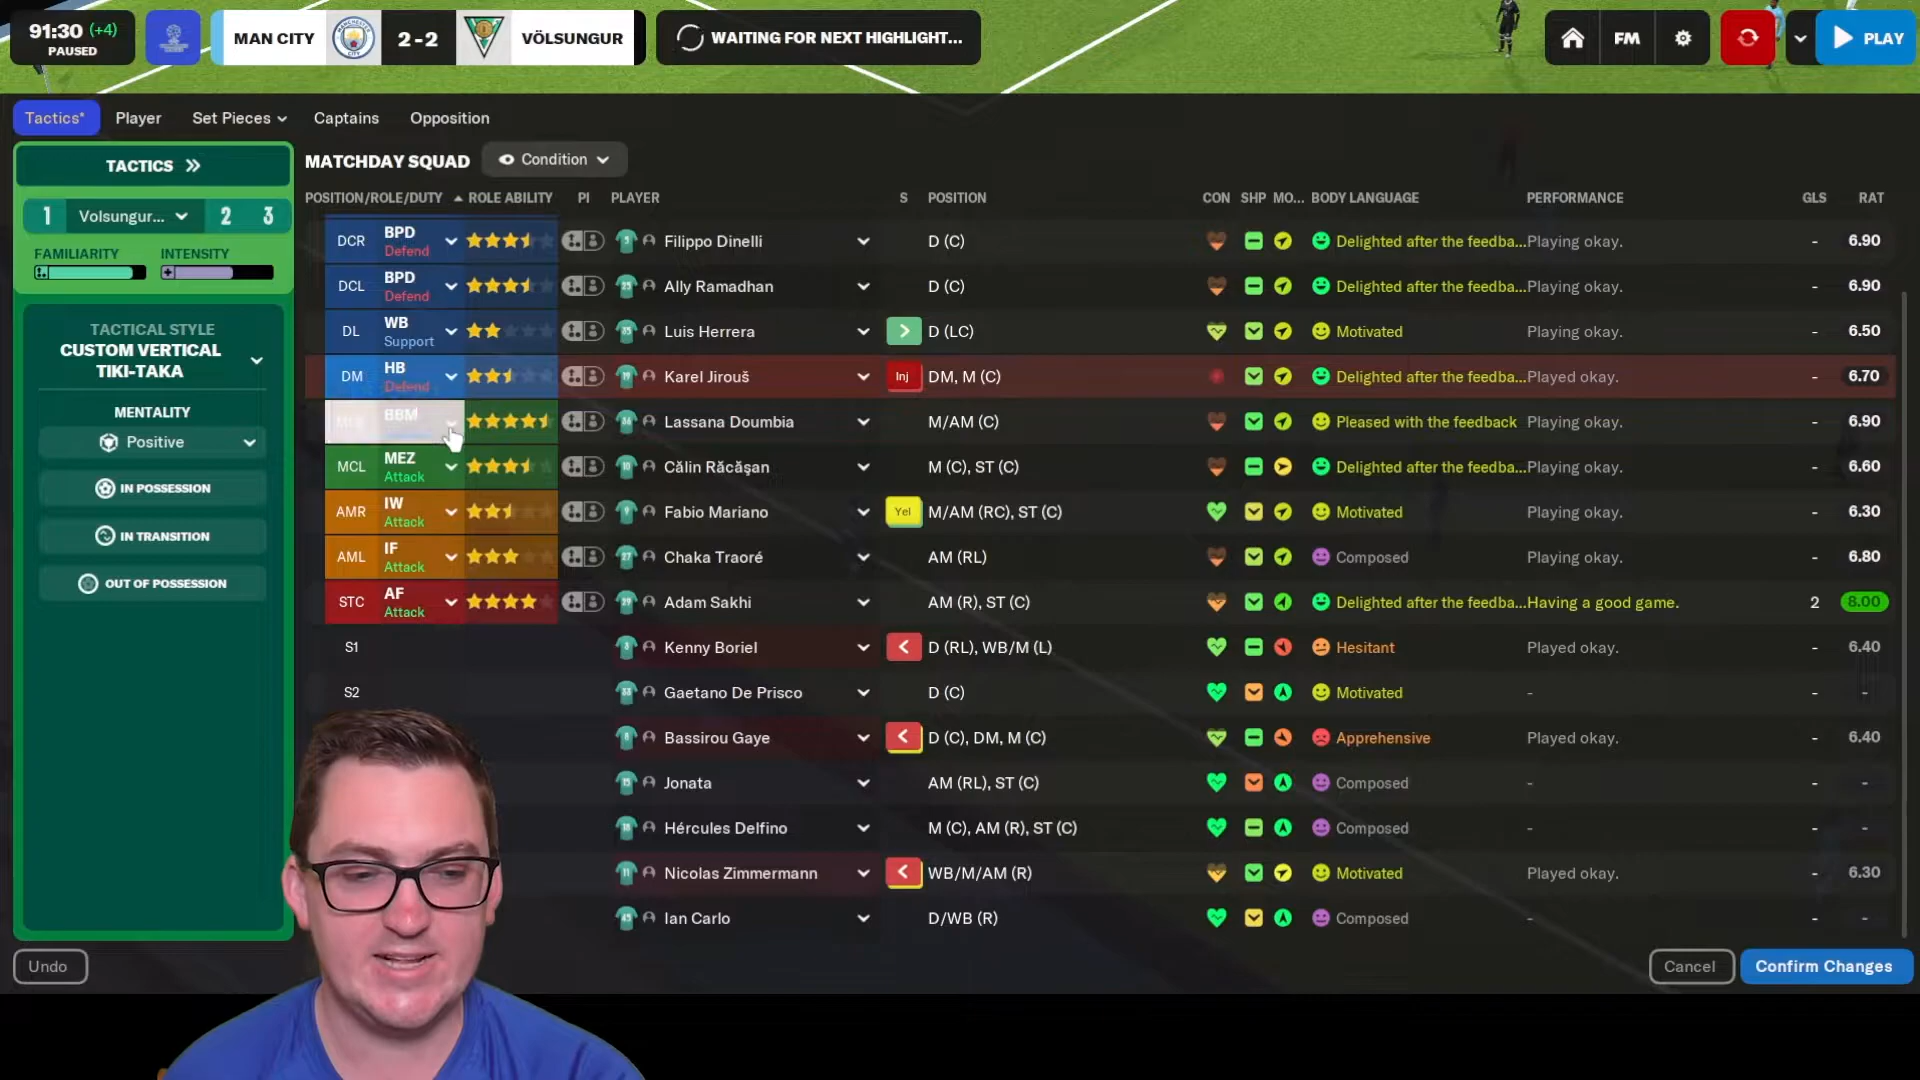 91:30 (+4)
PAUSED
MAN CITY 2 - 2 VÖLSUNGUR
WAITING FOR NEXT HIGHLIGHT...
FM
PLAY
Tactics* Player Set Pieces Captains Opposition
TACTICS
1 Volsungur... 2 3
FAMILIARITY INTENSITY
TACTICAL STYLE
CUSTOM VERTICAL
TIKI-TAKA
MENTALITY
Positive
IN POSSESSION
IN TRANSITION
OUT OF POSSESSION
MATCHDAY SQUAD Condition
POSITION/ROLE/DUTY ROLE ABILITY PI PLAYER S POSITION CON SHP MO... BODY LANGUAGE PERFORMANCE GLS RAT
DCR BPD Defend Filippo Dinelli D (C) Delighted after the feedba... Playing okay. - 6.90
DCL BPD Defend Ally Ramadhan D (C) Delighted after the feedba... Playing okay. - 6.90
DL WB Support Luis Herrera D (LC) Motivated Playing okay. - 6.50
DM HB Defend Karel Jirouš Inj DM, M (C) Delighted after the feedba... Played okay. - 6.70
BBM Lassana Doumbia M/AM (C) Pleased with the feedback Playing okay. - 6.90
MCL MEZ Attack Călin Răcăşan M (C), ST (C) Delighted after the feedba... Playing okay. - 6.60
AMR IW Attack Fabio Mariano Yel M/AM (RC), ST (C) Motivated Playing okay. - 6.30
AML IF Attack Chaka Traoré AM (RL) Composed Playing okay. - 6.80
STC AF Attack Adam Sakhi AM (R), ST (C) Delighted after the feedba... Having a good game. 2 8.00
S1 Kenny Boriel D (RL), WB/M (L) Hesitant Played okay. - 6.40
S2 Gaetano De Prisco D (C) Motivated - - -
Bassirou Gaye D (C), DM, M (C) Apprehensive Played okay. - 6.40
Jonata AM (RL), ST (C) Composed - - -
Hércules Delfino M (C), AM (R), ST (C) Composed - - -
Nicolas Zimmermann WB/M/AM (R) Motivated Played okay. - 6.30
Ian Carlo D/WB (R) Composed - - -
Undo
Cancel
Confirm Changes